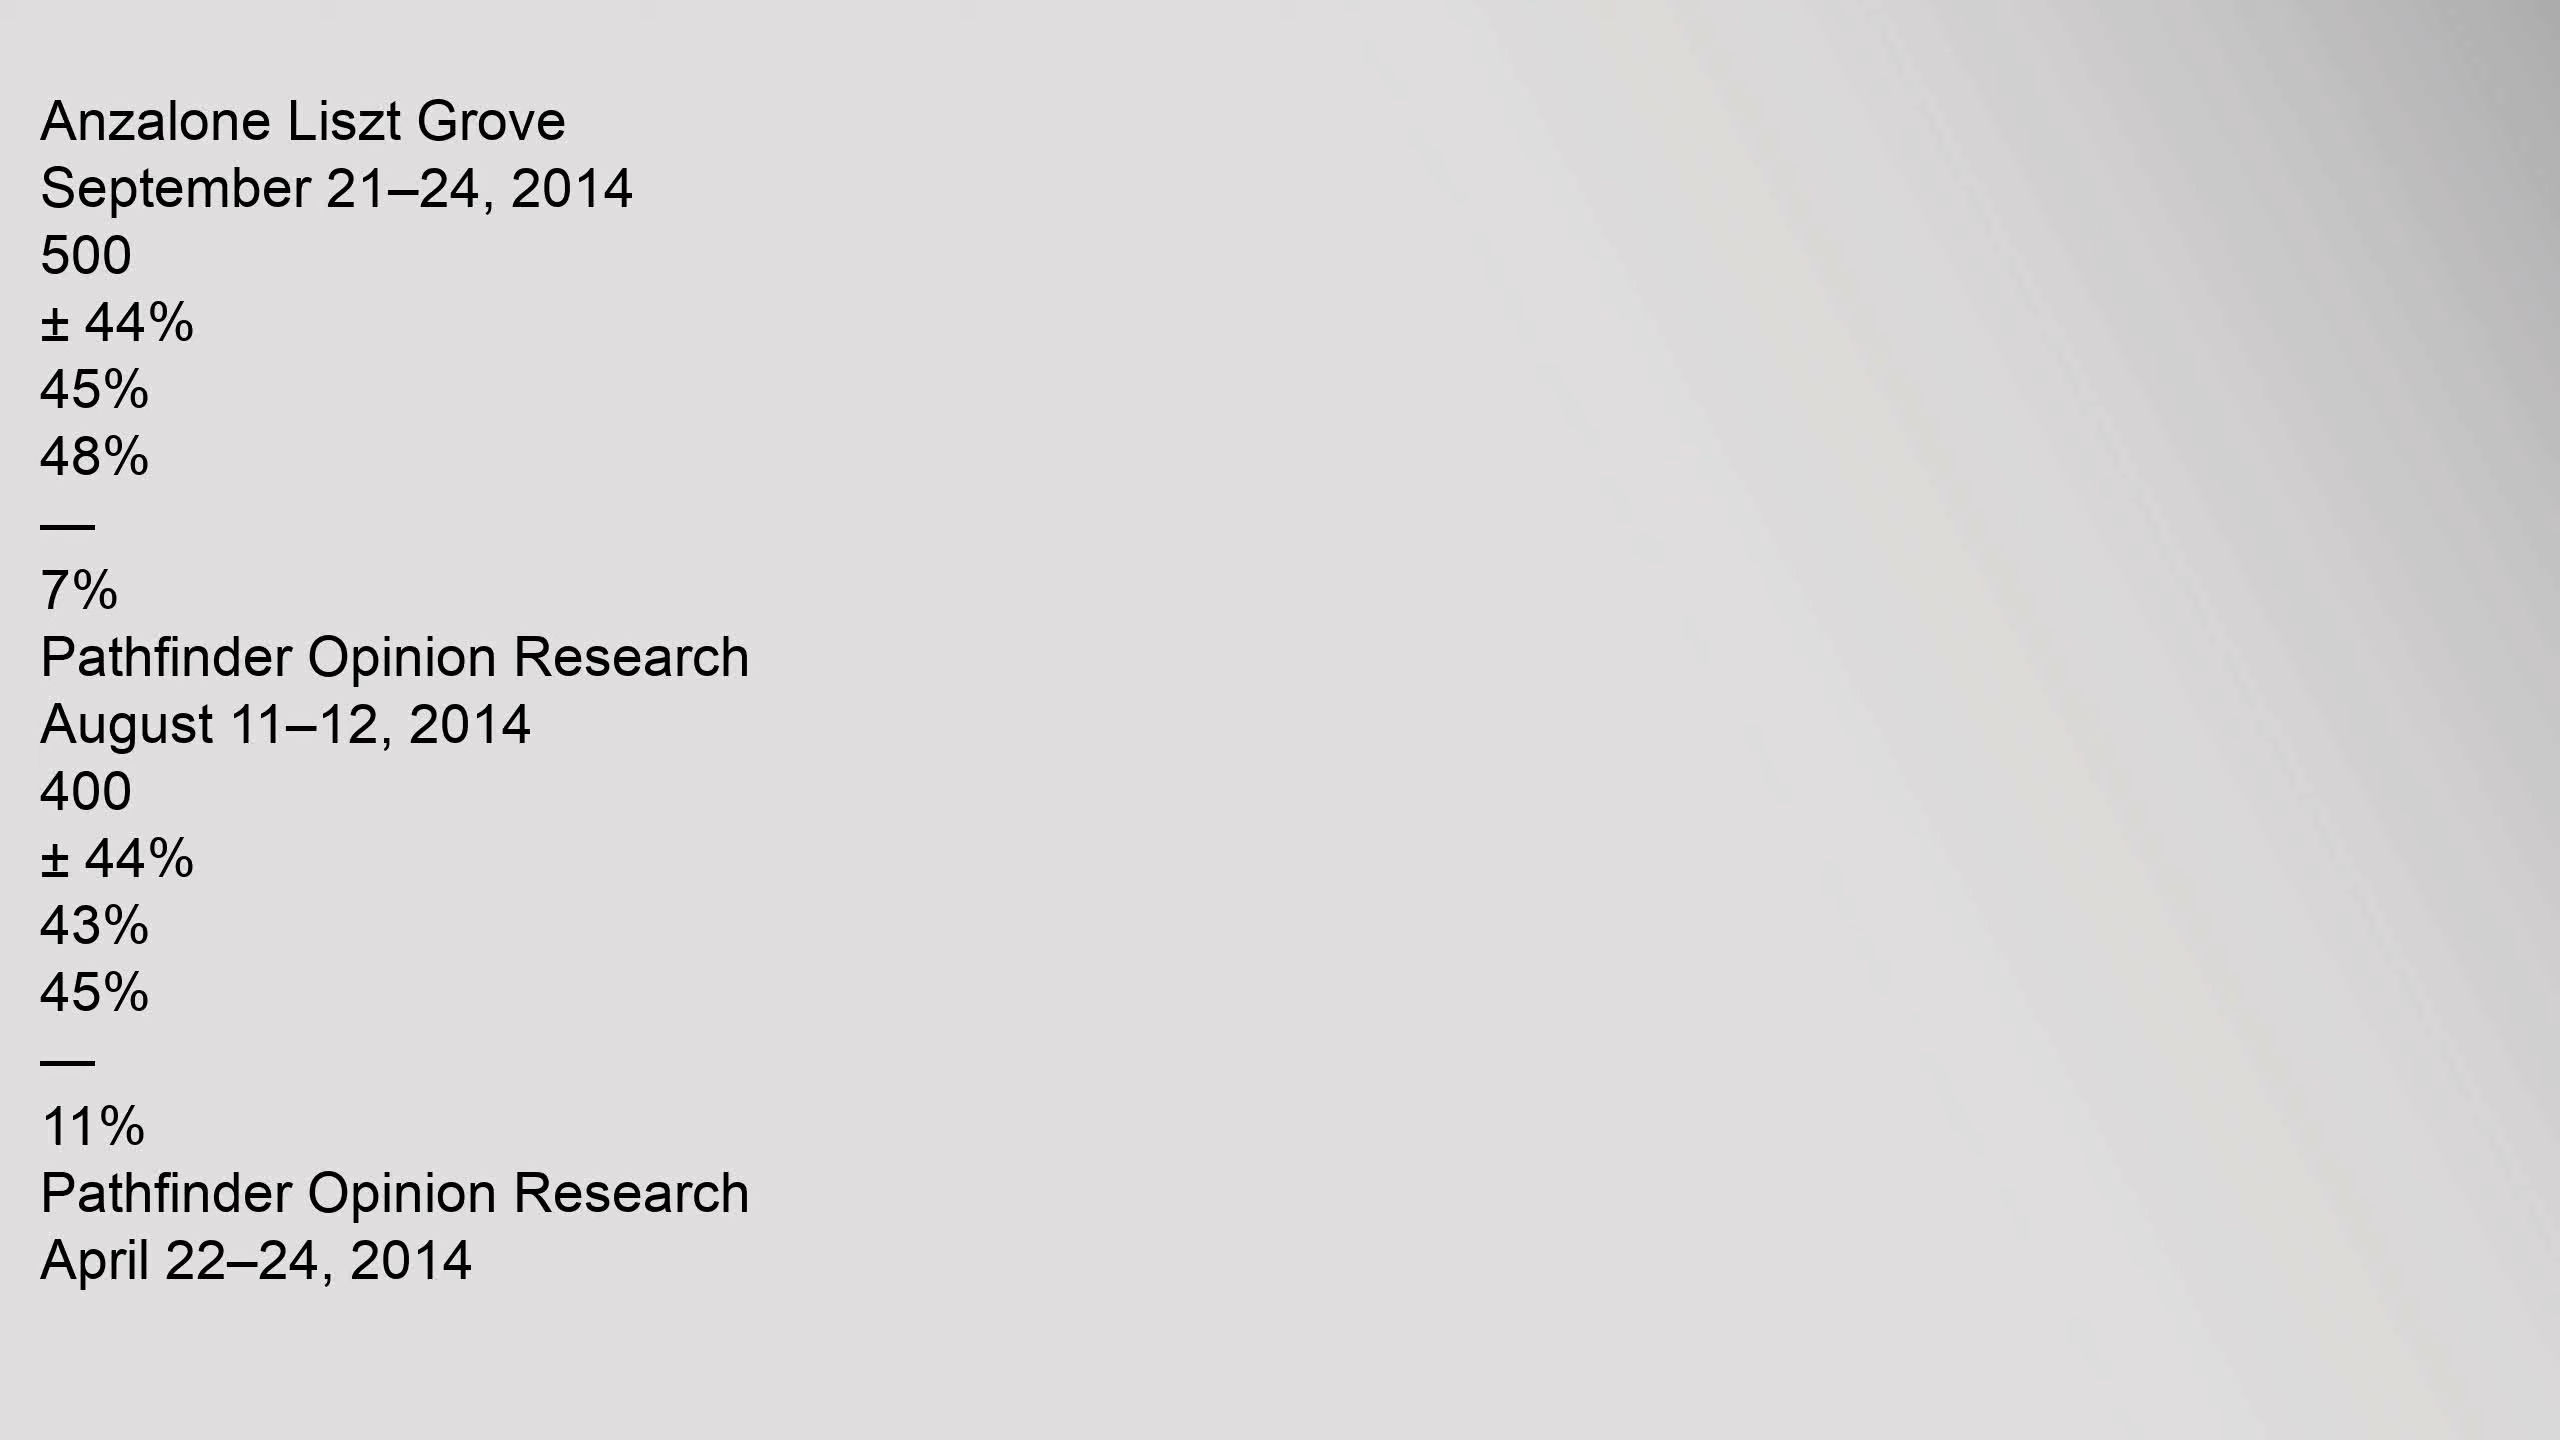 Anzalone Liszt Grove
September 21–24, 2014
500
± 44%
45%
48%
—
7%
Pathfinder Opinion Research
August 11–12, 2014
400
± 44%
43%
45%
—
11%
Pathfinder Opinion Research
April 22–24, 2014